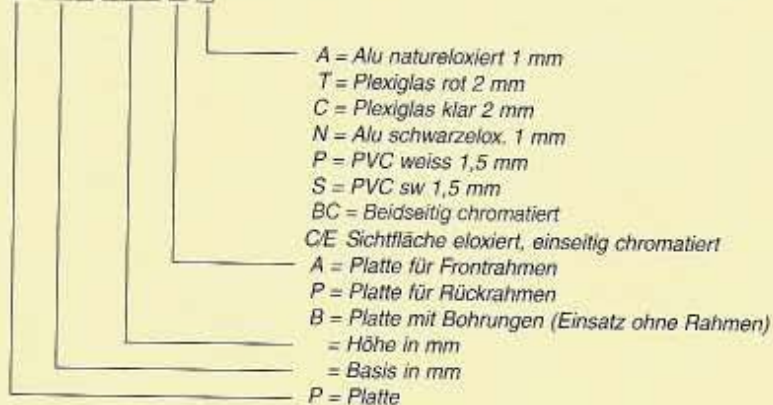 A = Alu natureloxiert 1 mm
T = Plexiglas rot 2 mm
C = Plexiglas klar 2 mm
N = Alu schwarzelox. 1 mm
P = PVC weiss 1,5 mm
S = PVC sw 1,5 mm
BC = Beidseitig chromatiert
C/E Sichtfläche eloxiert, einseitig chromatiert
A = Platte für Frontrahmen
P = Platte für Rückrahmen
B = Platte mit Bohrungen (Einsatz ohne Rahmen)
= Höhe in mm
= Basis in mm
P = Platte